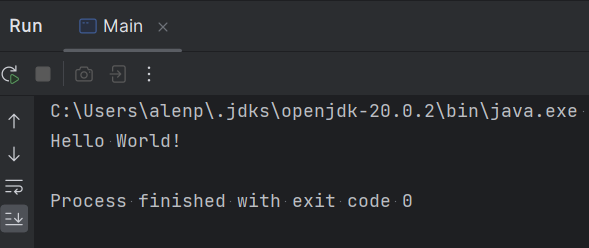 Run Main
C:\Users\alenp\.jdks\openjdk-20.0.2\bin\java.exe
Hello World!
Process finished with exit code 0